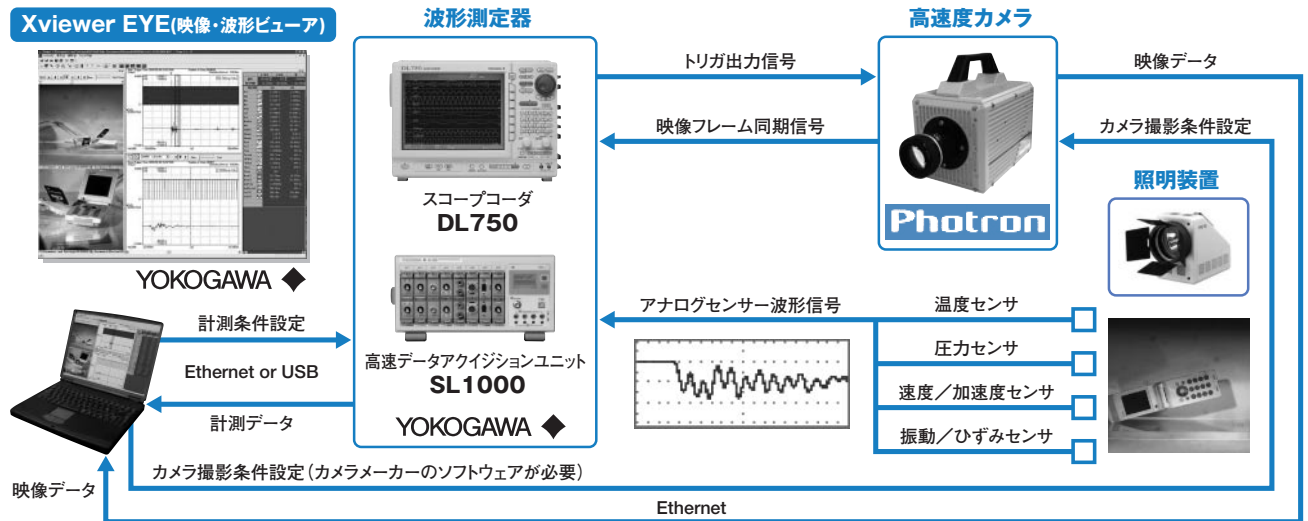 Xviewer EYE(映像・波形ビューア)
YOKOGAWA
波形測定器
スコープコーダ
DL750
高速データアクイジションユニット
SL1000
YOKOGAWA
トリガ出力信号
映像フレーム同期信号
高速度カメラ
Photron
映像データ
カメラ撮影条件設定
照明装置
計測条件設定
Ethernet or USB
計測データ
アナログセンサー波形信号
温度センサ
圧力センサ
速度／加速度センサ
振動／ひずみセンサ
カメラ撮影条件設定（カメラメーカーのソフトウェアが必要）
映像データ
Ethernet